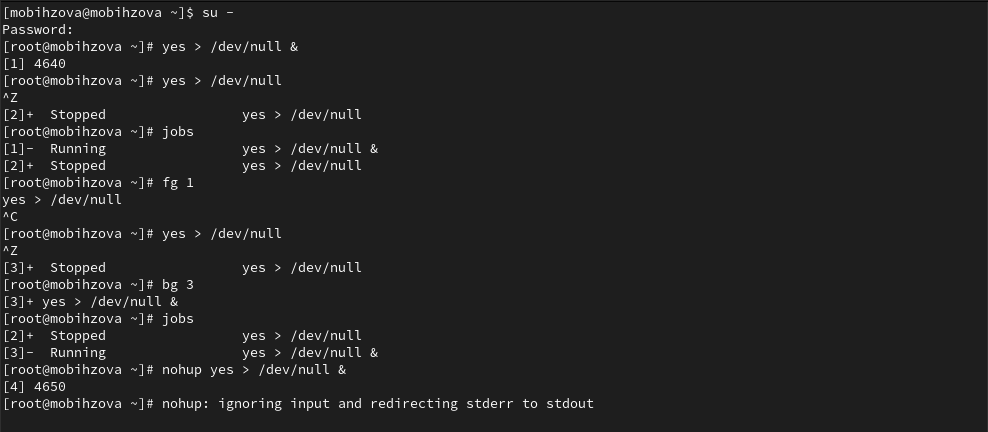 [mobihzova@mobihzova ~]$ su -
Password:
[root@mobihzova ~]# yes > /dev/null &
[1] 4640
[root@mobihzova ~]# yes > /dev/null
^Z
[2]+  Stopped                 yes > /dev/null
[root@mobihzova ~]# jobs
[1]-  Running                 yes > /dev/null &
[2]+  Stopped                 yes > /dev/null
[root@mobihzova ~]# fg 1
yes > /dev/null
^C
[root@mobihzova ~]# yes > /dev/null
^Z
[3]+  Stopped                 yes > /dev/null
[root@mobihzova ~]# bg 3
[3]+ yes > /dev/null &
[root@mobihzova ~]# jobs
[2]+  Stopped                 yes > /dev/null
[3]-  Running                 yes > /dev/null &
[root@mobihzova ~]# nohup yes > /dev/null &
[4] 4650
[root@mobihzova ~]# nohup: ignoring input and redirecting stderr to stdout